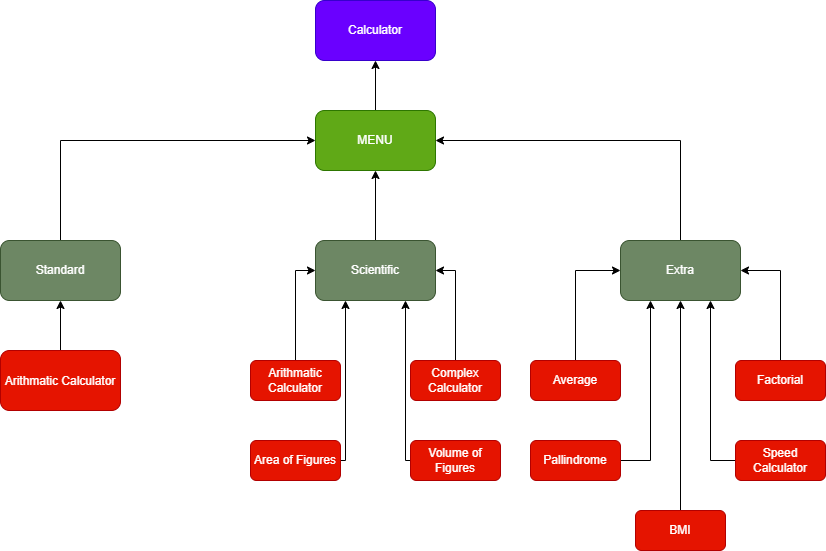 Calculator
MENU
Standard
Scientific
Extra
Arithmatic Calculator
Arithmatic
Calculator
Complex
Calculator
Average
Factorial
Area of Figures
Volume of
Figures
Pallindrome
Speed
Calculator
BMI